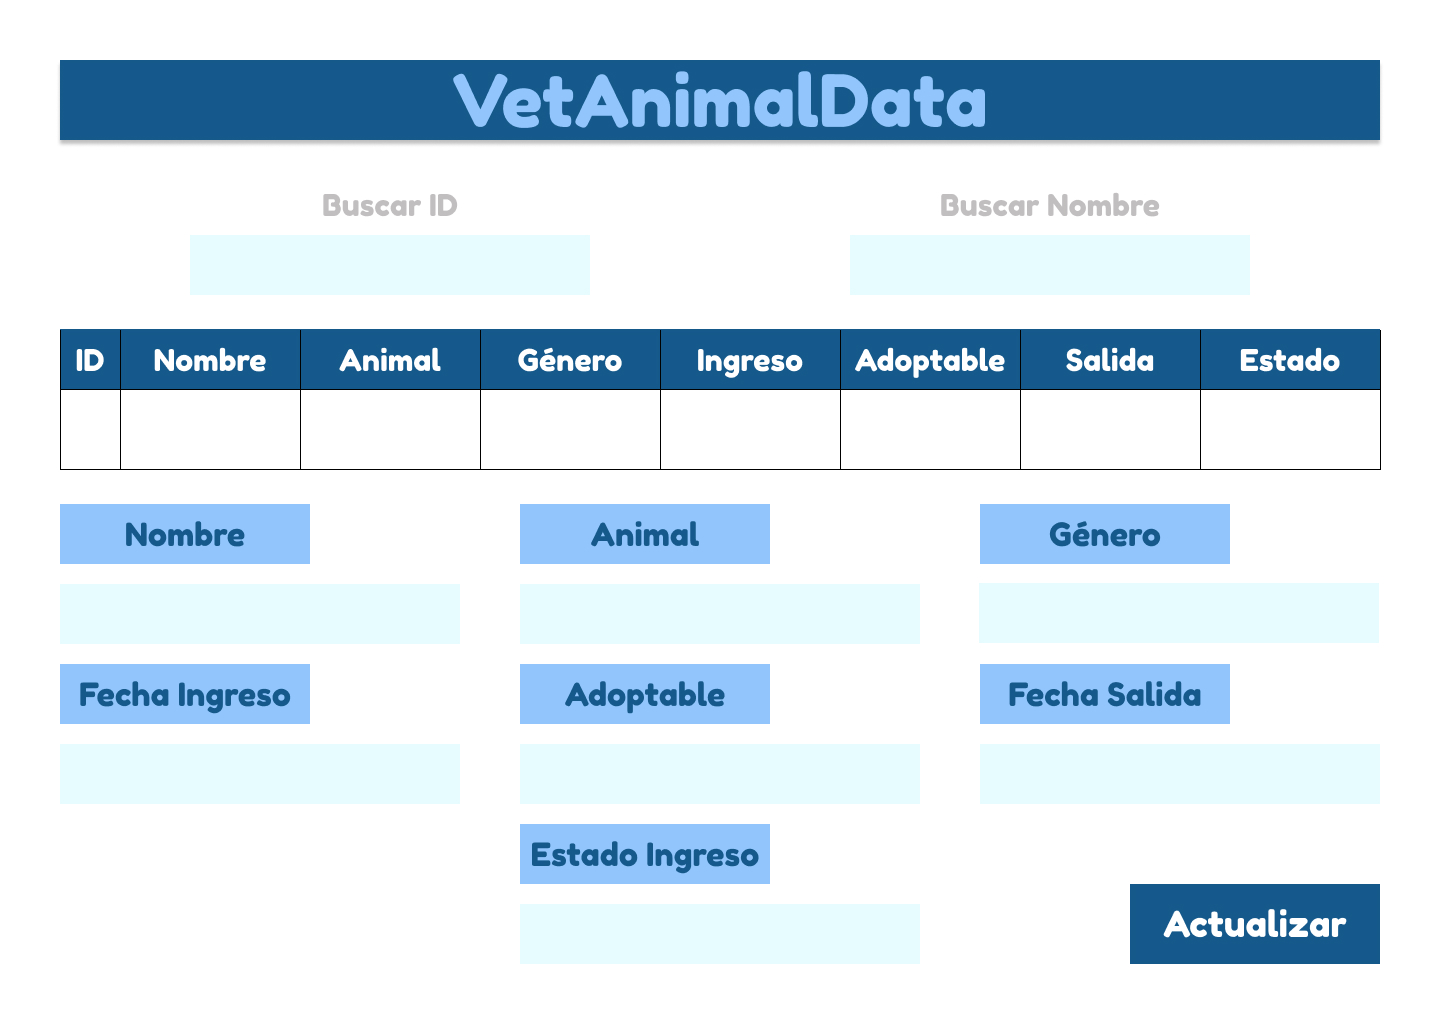 VetAnimalData
Buscar ID
Buscar Nombre
ID Nombre Animal Género Ingreso Adoptable Salida Estado
Nombre
Animal
Género
Fecha Ingreso
Adoptable
Fecha Salida
Estado Ingreso
Actualizar